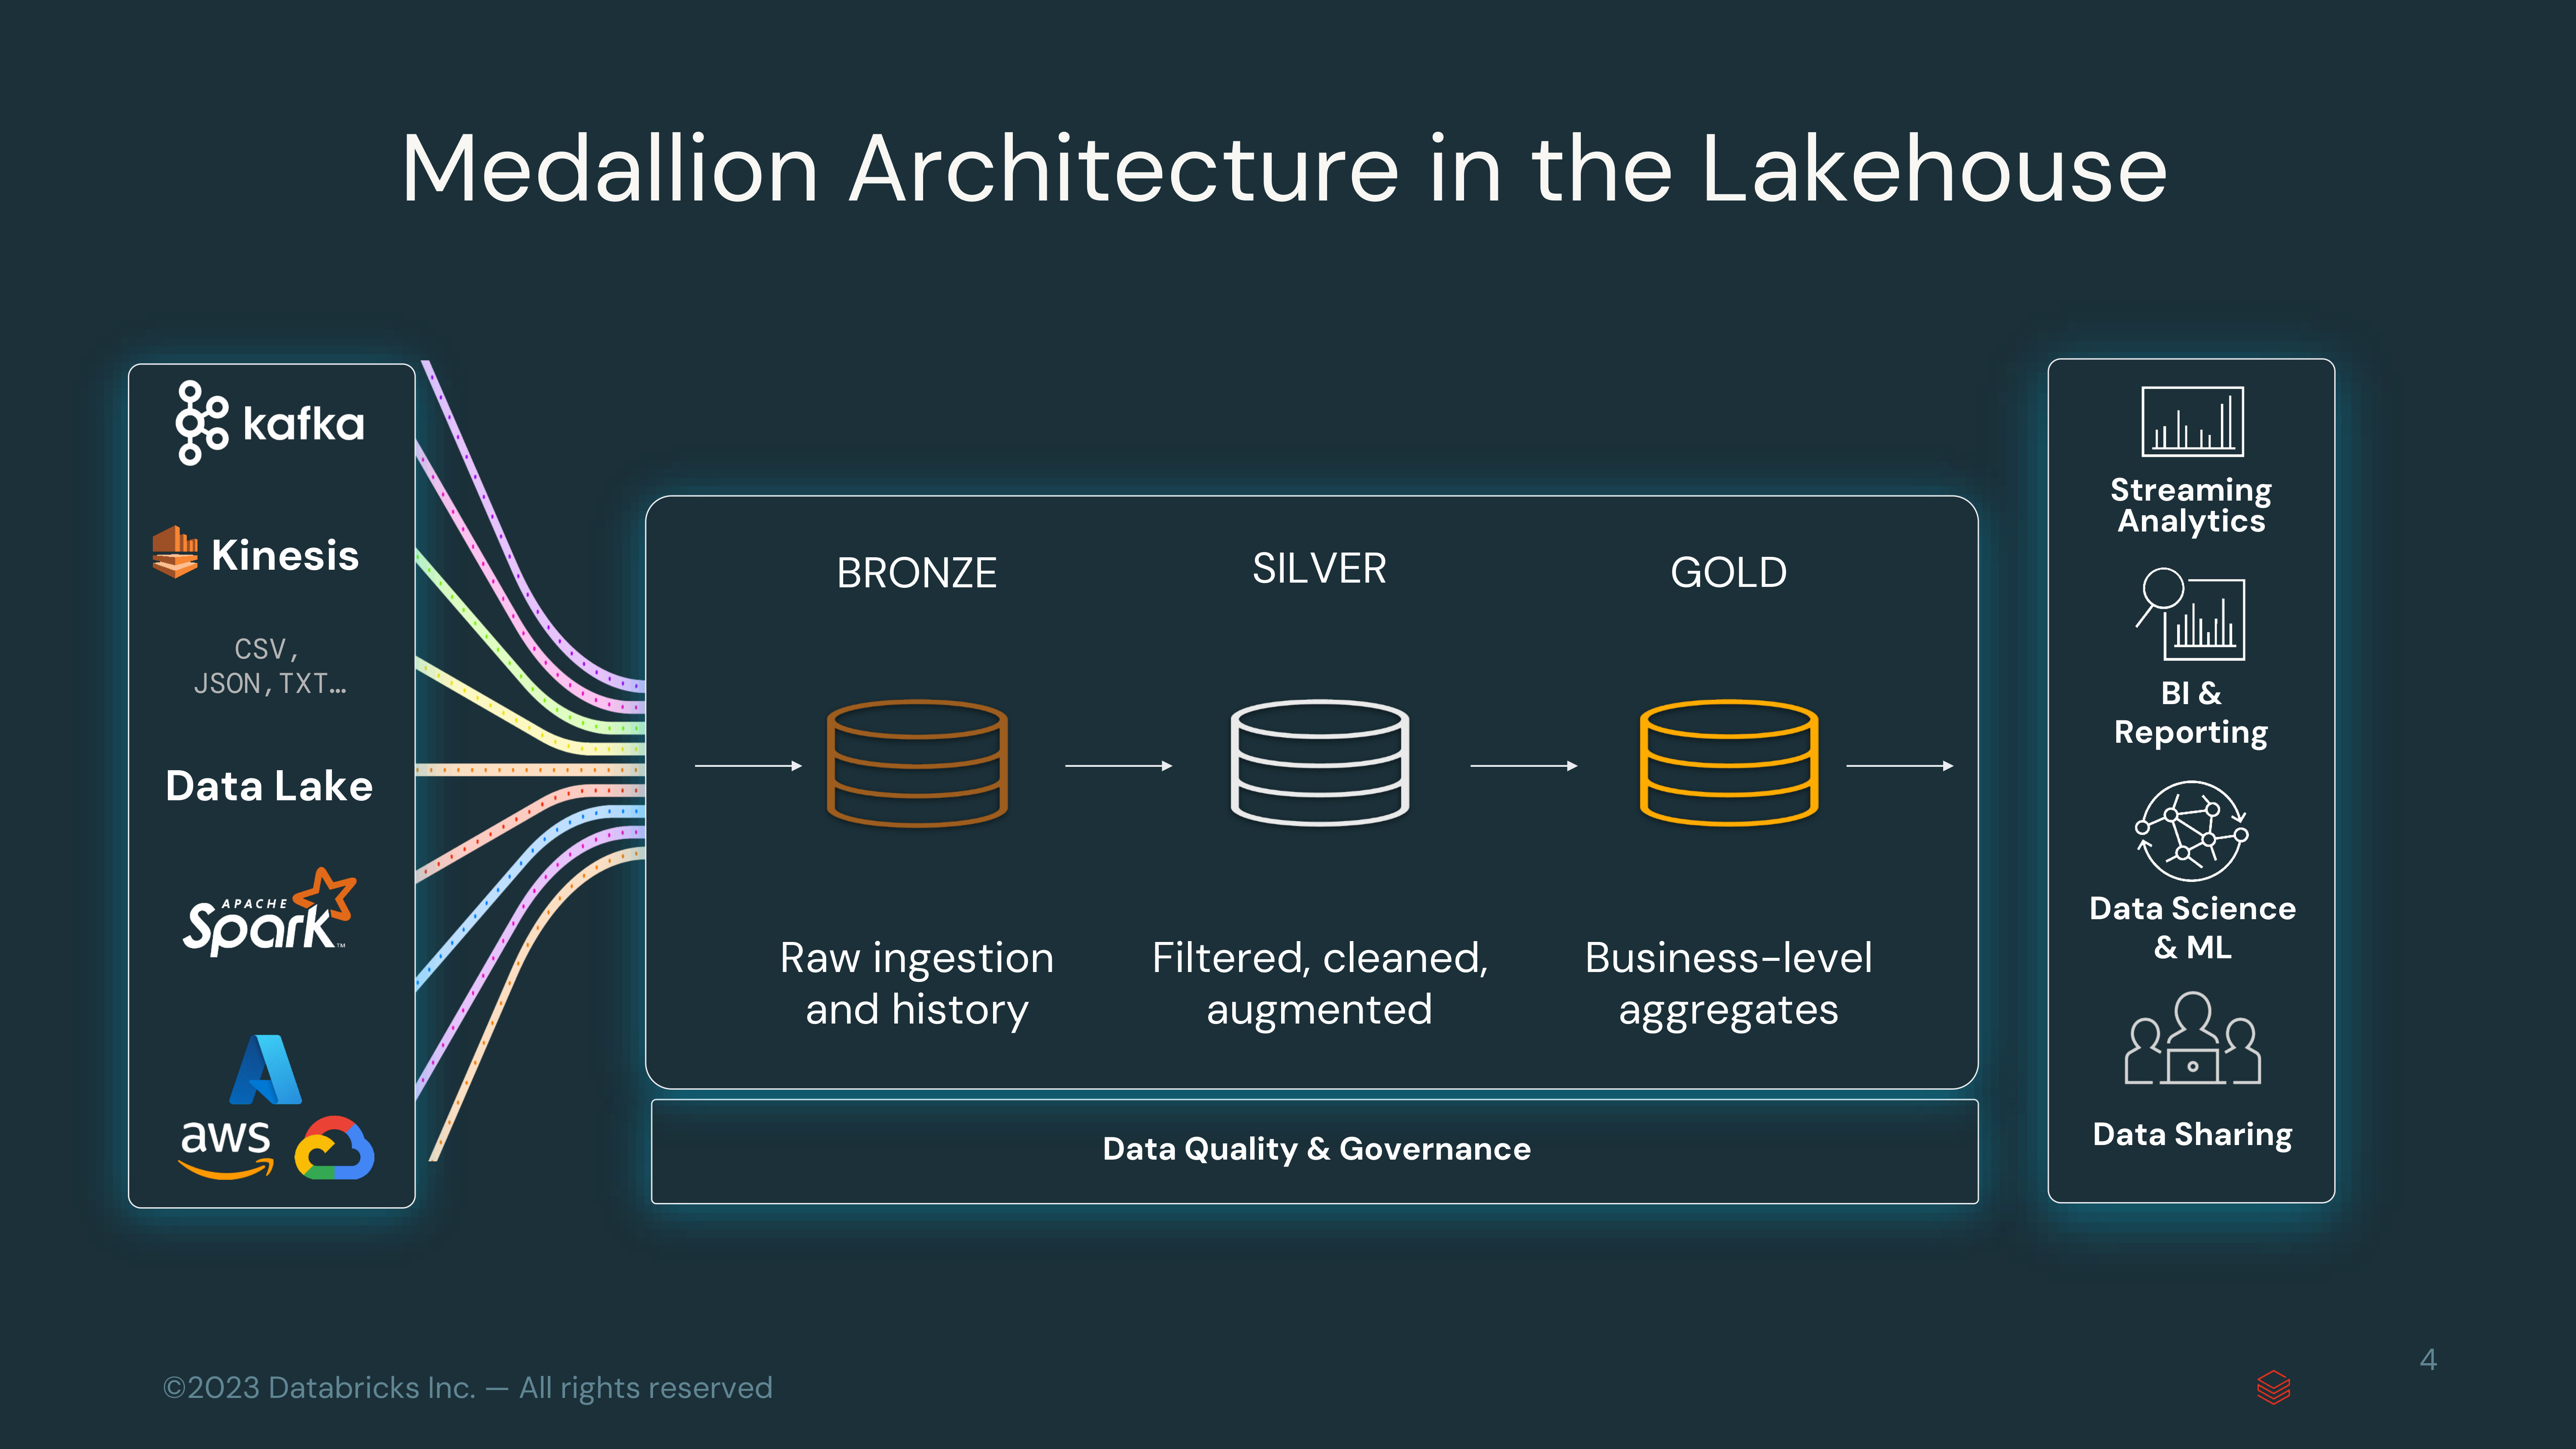 Medallion Architecture in the Lakehouse
kafka
Kinesis
CSV,
JSON,TXT…
Data Lake
APACHE
Spark™
aws
BRONZE
SILVER
GOLD
Raw ingestion
and history
Filtered, cleaned,
augmented
Business-level
aggregates
Data Quality & Governance
Streaming
Analytics
BI &
Reporting
Data Science
& ML
Data Sharing
©2023 Databricks Inc. — All rights reserved
4